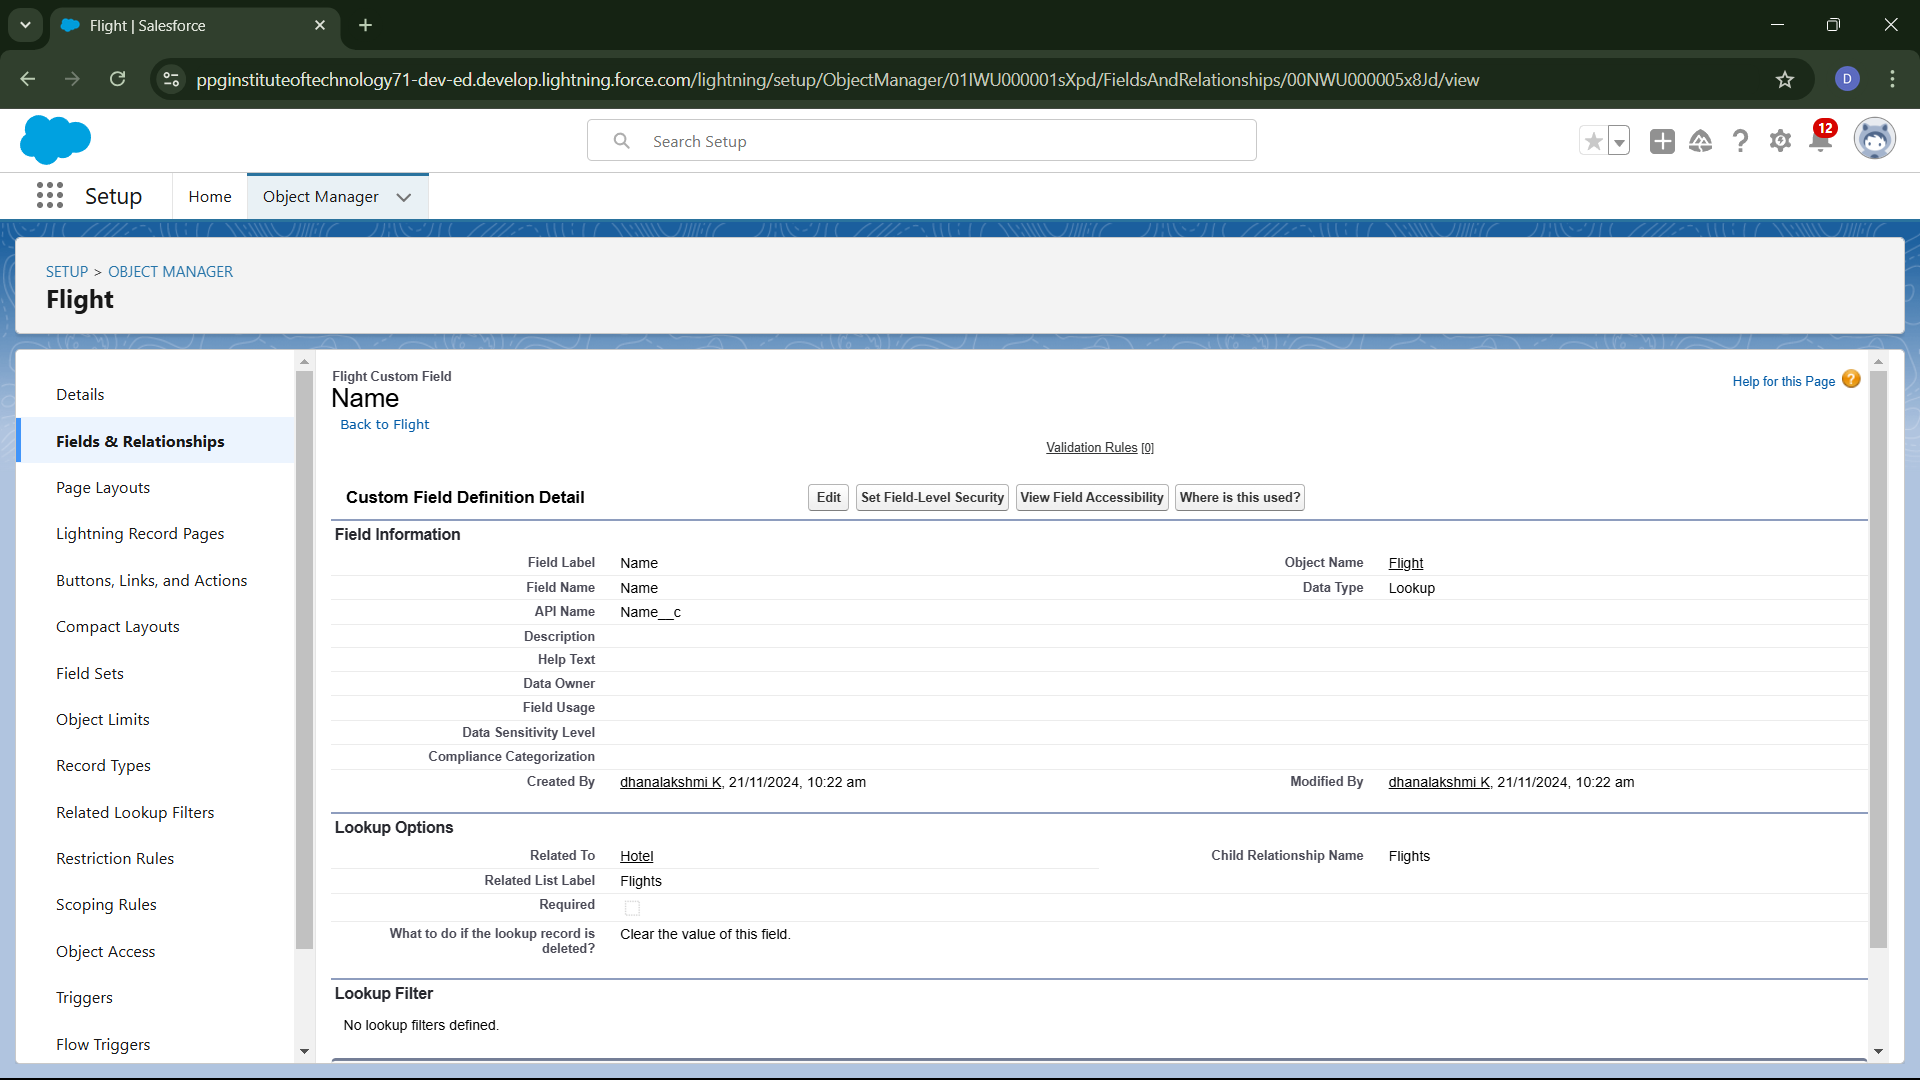 Flight | Salesforce
ppginstituteoftechnology71-dev-ed.develop.lightning.force.com/lightning/setup/ObjectManager/01IWU000001sXpd/FieldsAndRelationships/00NWU000005x8Jd/view
D
Search Setup
12
Setup
Home
Object Manager
SETUP > OBJECT MANAGER
Flight
Details
Fields & Relationships
Page Layouts
Lightning Record Pages
Buttons, Links, and Actions
Compact Layouts
Field Sets
Object Limits
Record Types
Related Lookup Filters
Restriction Rules
Scoping Rules
Object Access
Triggers
Flow Triggers
Flight Custom Field
Name
Back to Flight
Help for this Page
Validation Rules [0]
Custom Field Definition Detail
Edit
Set Field-Level Security
View Field Accessibility
Where is this used?
Field Information
Field Label Name
Object Name Flight
Field Name Name
Data Type Lookup
API Name Name__c
Description
Help Text
Data Owner
Field Usage
Data Sensitivity Level
Compliance Categorization
Created By dhanalakshmi K, 21/11/2024, 10:22 am
Modified By dhanalakshmi K, 21/11/2024, 10:22 am
Lookup Options
Related To Hotel
Child Relationship Name Flights
Related List Label Flights
Required
What to do if the lookup record is
deleted?
Clear the value of this field.
Lookup Filter
No lookup filters defined.